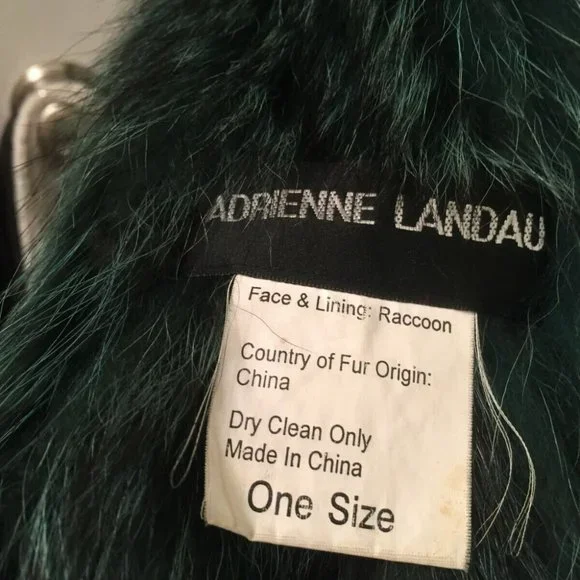 ADRIENNE LANDAU
Face & Lining: Raccoon
Country of Fur Origin:
China
Dry Clean Only
Made In China
One Size